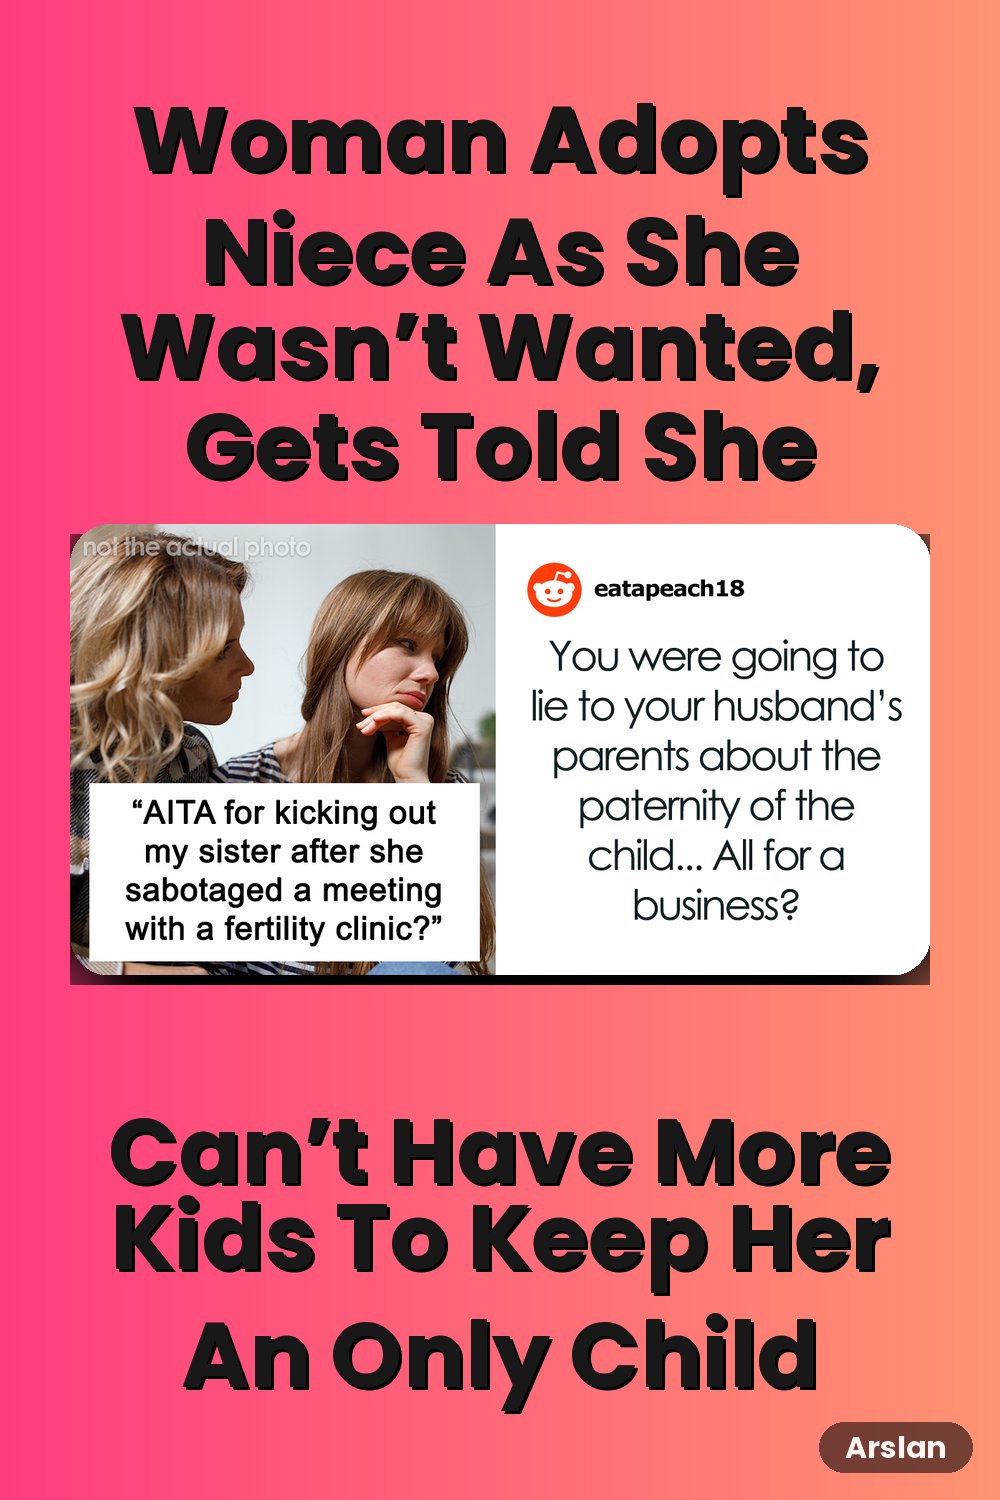 Woman Adopts
Niece As She
Wasn’t Wanted,
Gets Told She
not the actual photo
“AITA for kicking out
my sister after she
sabotaged a meeting
with a fertility clinic?”
eatapeach18
You were going to
lie to your husband’s
parents about the
paternity of the
child... All for a
business?
Can’t Have More
Kids To Keep Her
An Only Child
Arslan